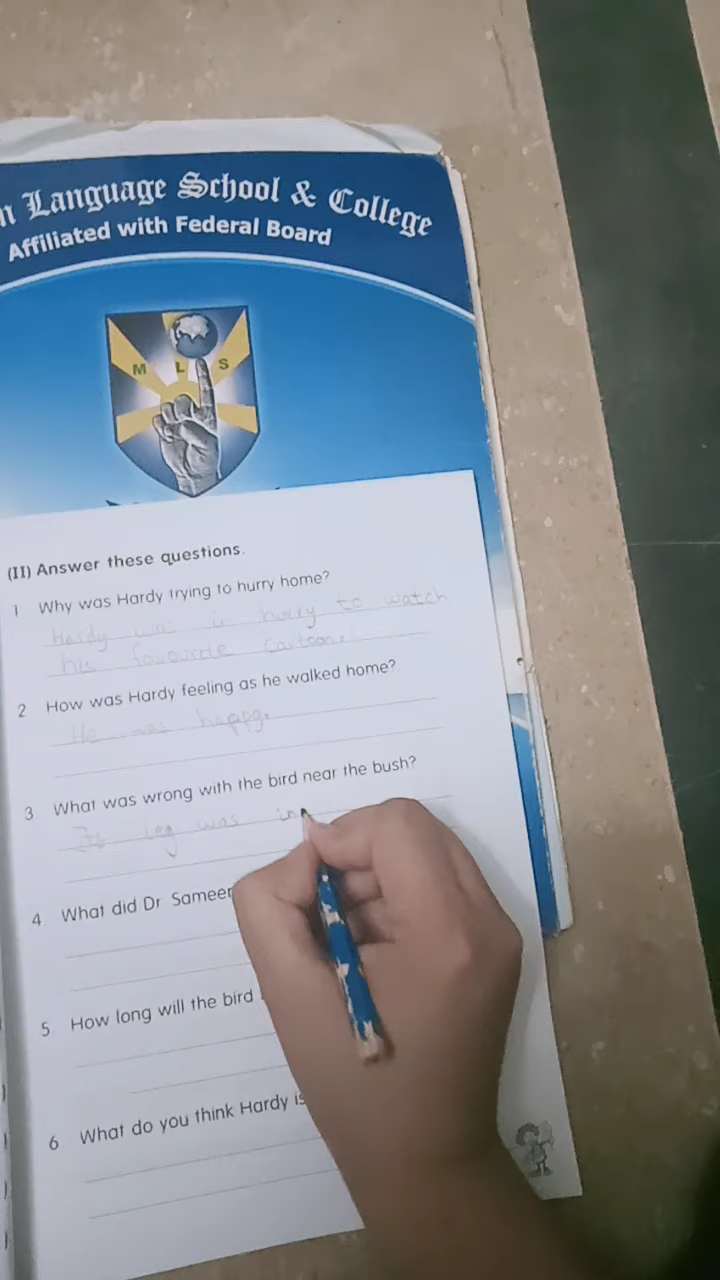 n Language School & College
Affiliated with Federal Board
M L S
(II) Answer these questions.
1 Why was Hardy trying to hurry home?
Hardy was in hurry to watch
his favourite cartoon.
2 How was Hardy feeling as he walked home?
He was happy.
3 What was wrong with the bird near the bush?
Its leg was in
4 What did Dr Sameer
5 How long will the bird
6 What do you think Hardy is